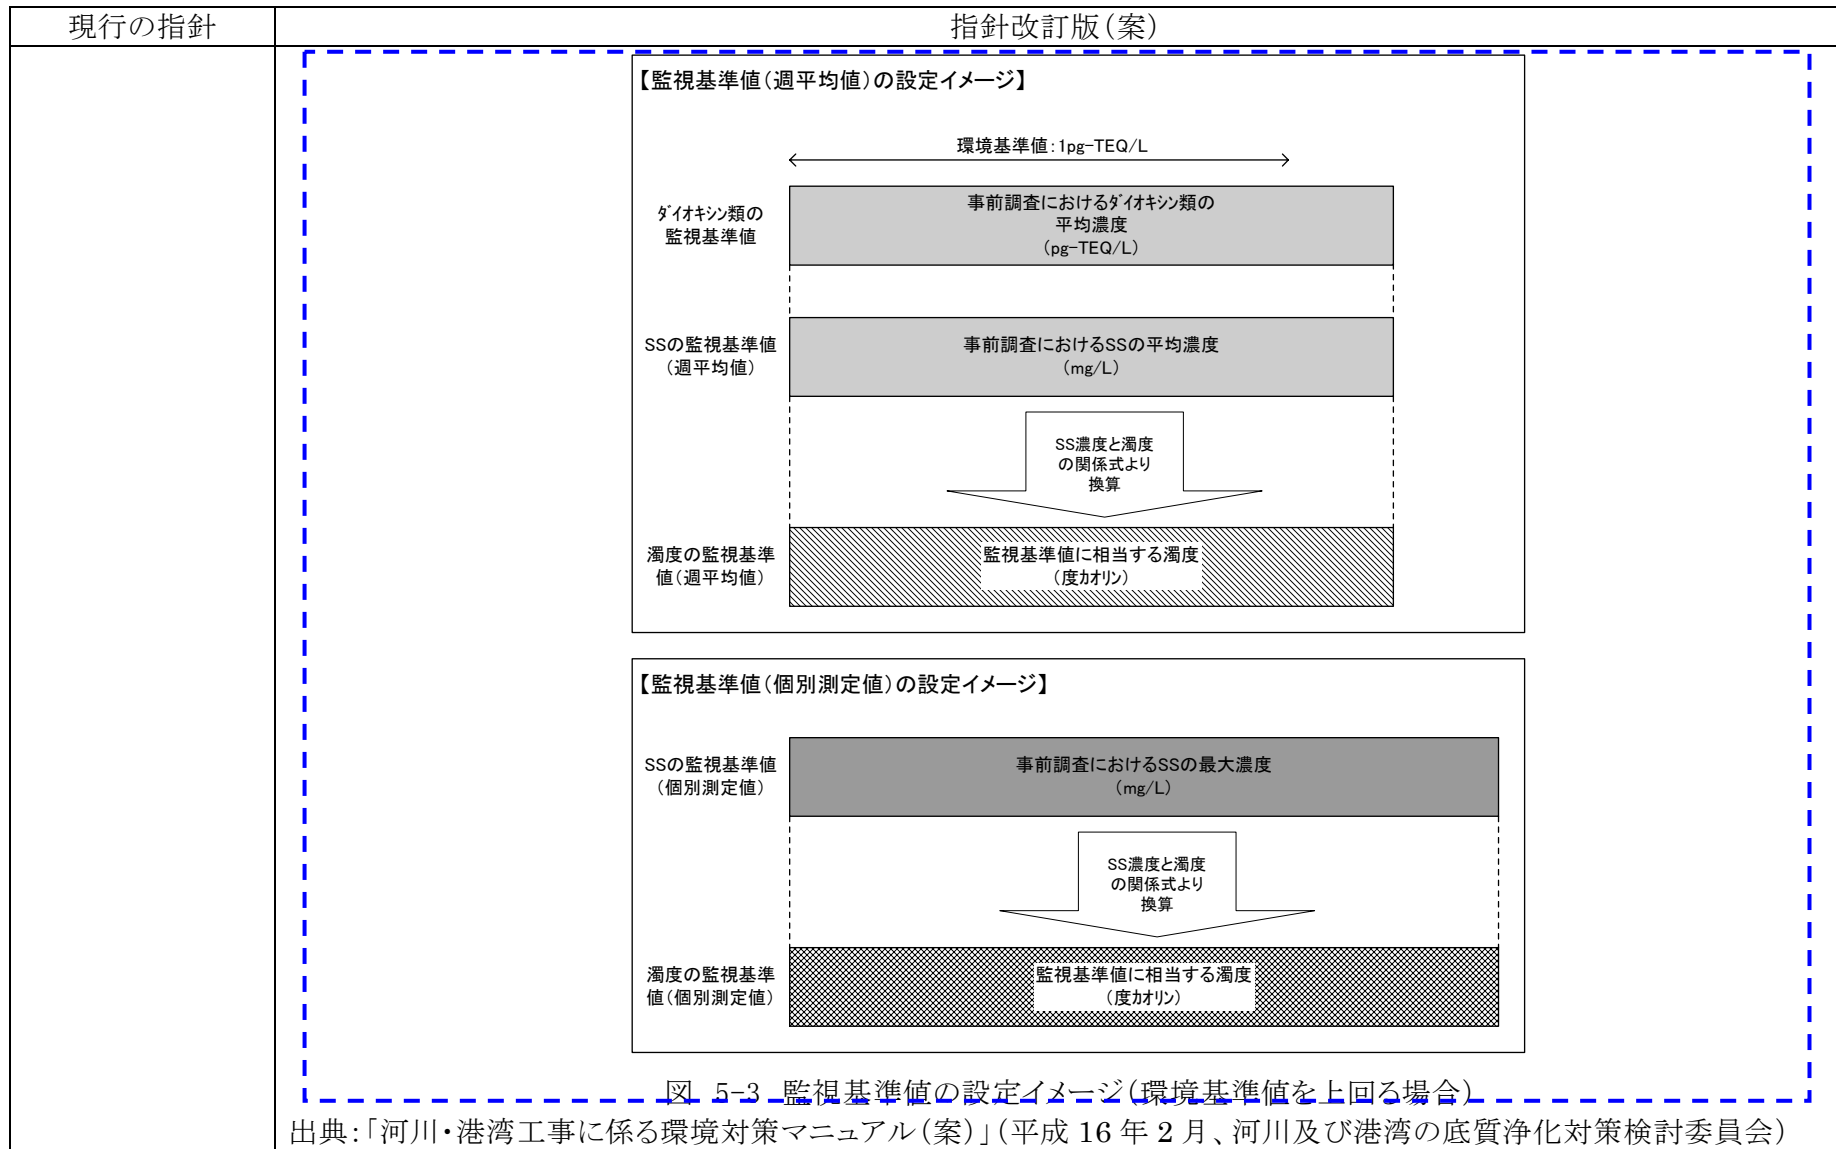 現行の指針
指針改訂版(案)
【監視基準値(週平均値)の設定イメージ】
環境基準値:1pg-TEQ/L
ダイオキシン類の
監視基準値
事前調査におけるダイオキシン類の
平均濃度
(pg-TEQ/L)
SSの監視基準値
(週平均値)
事前調査におけるSSの平均濃度
(mg/L)
SS濃度と濁度
の関係式より
換算
濁度の監視基準
値(週平均値)
監視基準値に相当する濁度
(度カオリン)
【監視基準値(個別測定値)の設定イメージ】
SSの監視基準値
(個別測定値)
事前調査におけるSSの最大濃度
(mg/L)
SS濃度と濁度
の関係式より
換算
濁度の監視基準
値(個別測定値)
監視基準値に相当する濁度
(度カオリン)
図 5-3 監視基準値の設定イメージ(環境基準値を上回る場合)
出典:「河川・港湾工事に係る環境対策マニュアル(案)」(平成 16 年 2 月、河川及び港湾の底質浄化対策検討委員会)